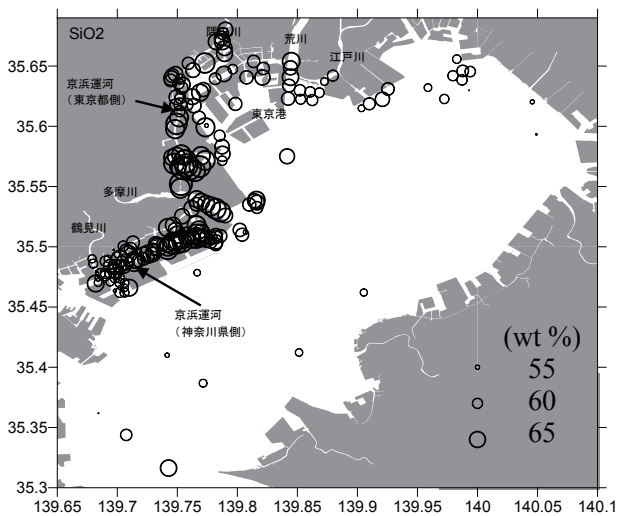 SiO2
隅田川
荒川
江戸川
京浜運河
（東京都側）
東京港
多摩川
鶴見川
京浜運河
（神奈川県側）
(wt %)
55
60
65
35.65
35.6
35.55
35.5
35.45
35.4
35.35
35.3
139.65 139.7 139.75 139.8 139.85 139.9 139.95 140 140.05 140.1